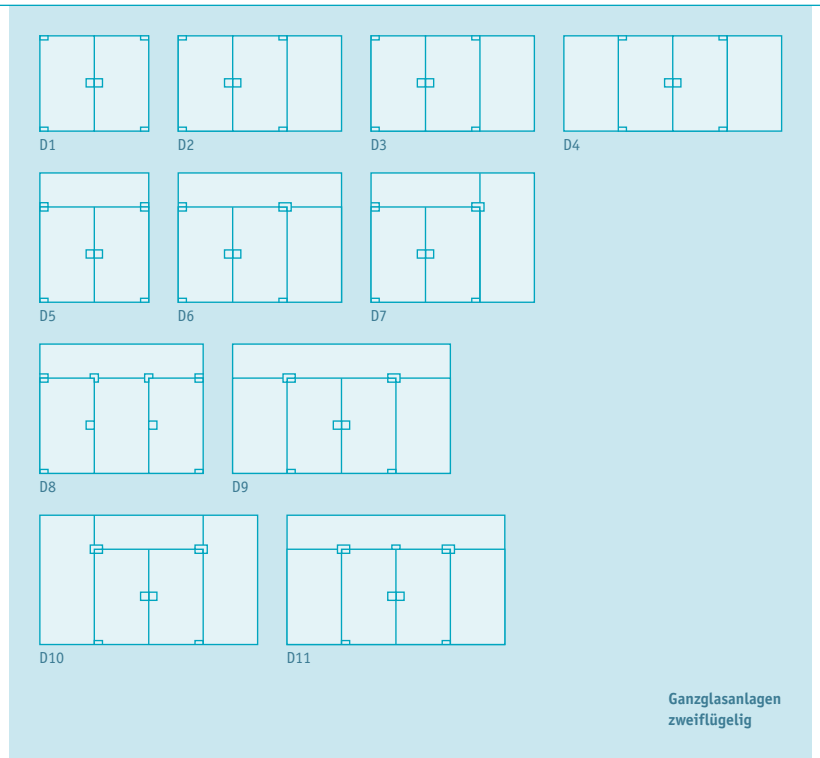 D1
D2
D3
D4
D5
D6
D7
D8
D9
D10
D11
Ganzglasanlagen
zweiflügelig